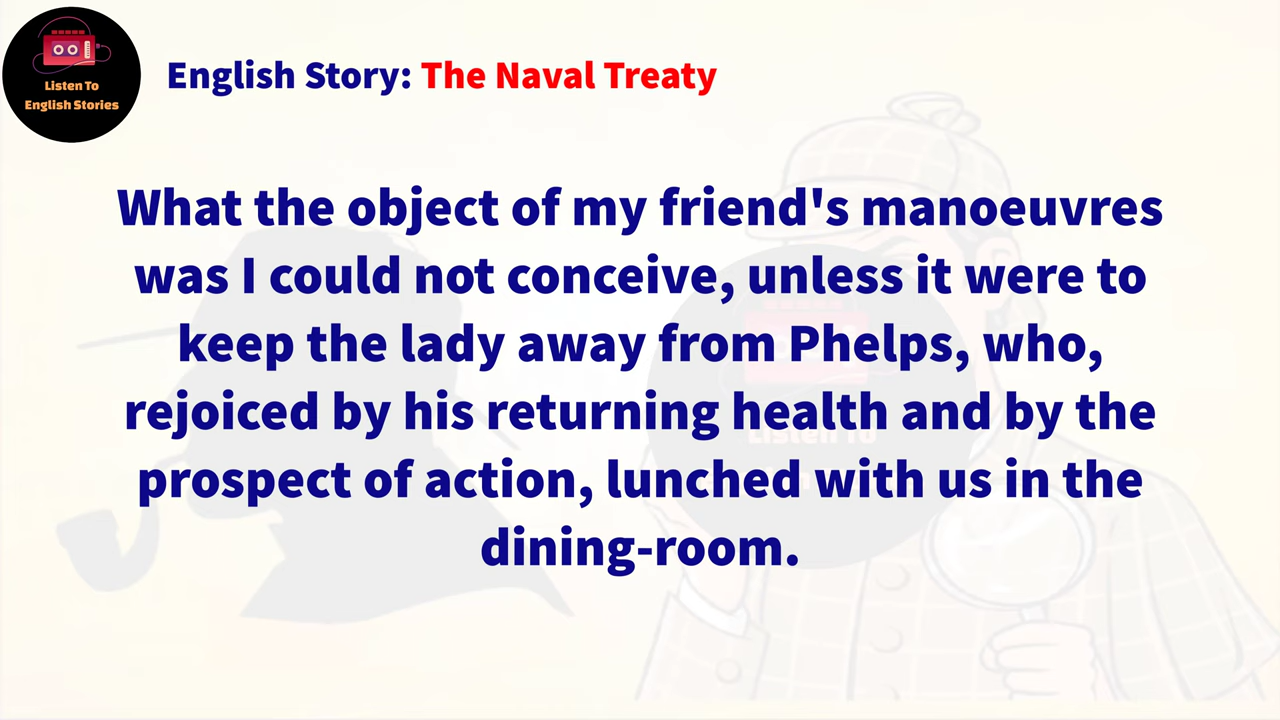 Listen To
English Stories
English Story: The Naval Treaty
What the object of my friend's manoeuvres
was I could not conceive, unless it were to
keep the lady away from Phelps, who,
rejoiced by his returning health and by the
prospect of action, lunched with us in the
dining-room.
Listen To